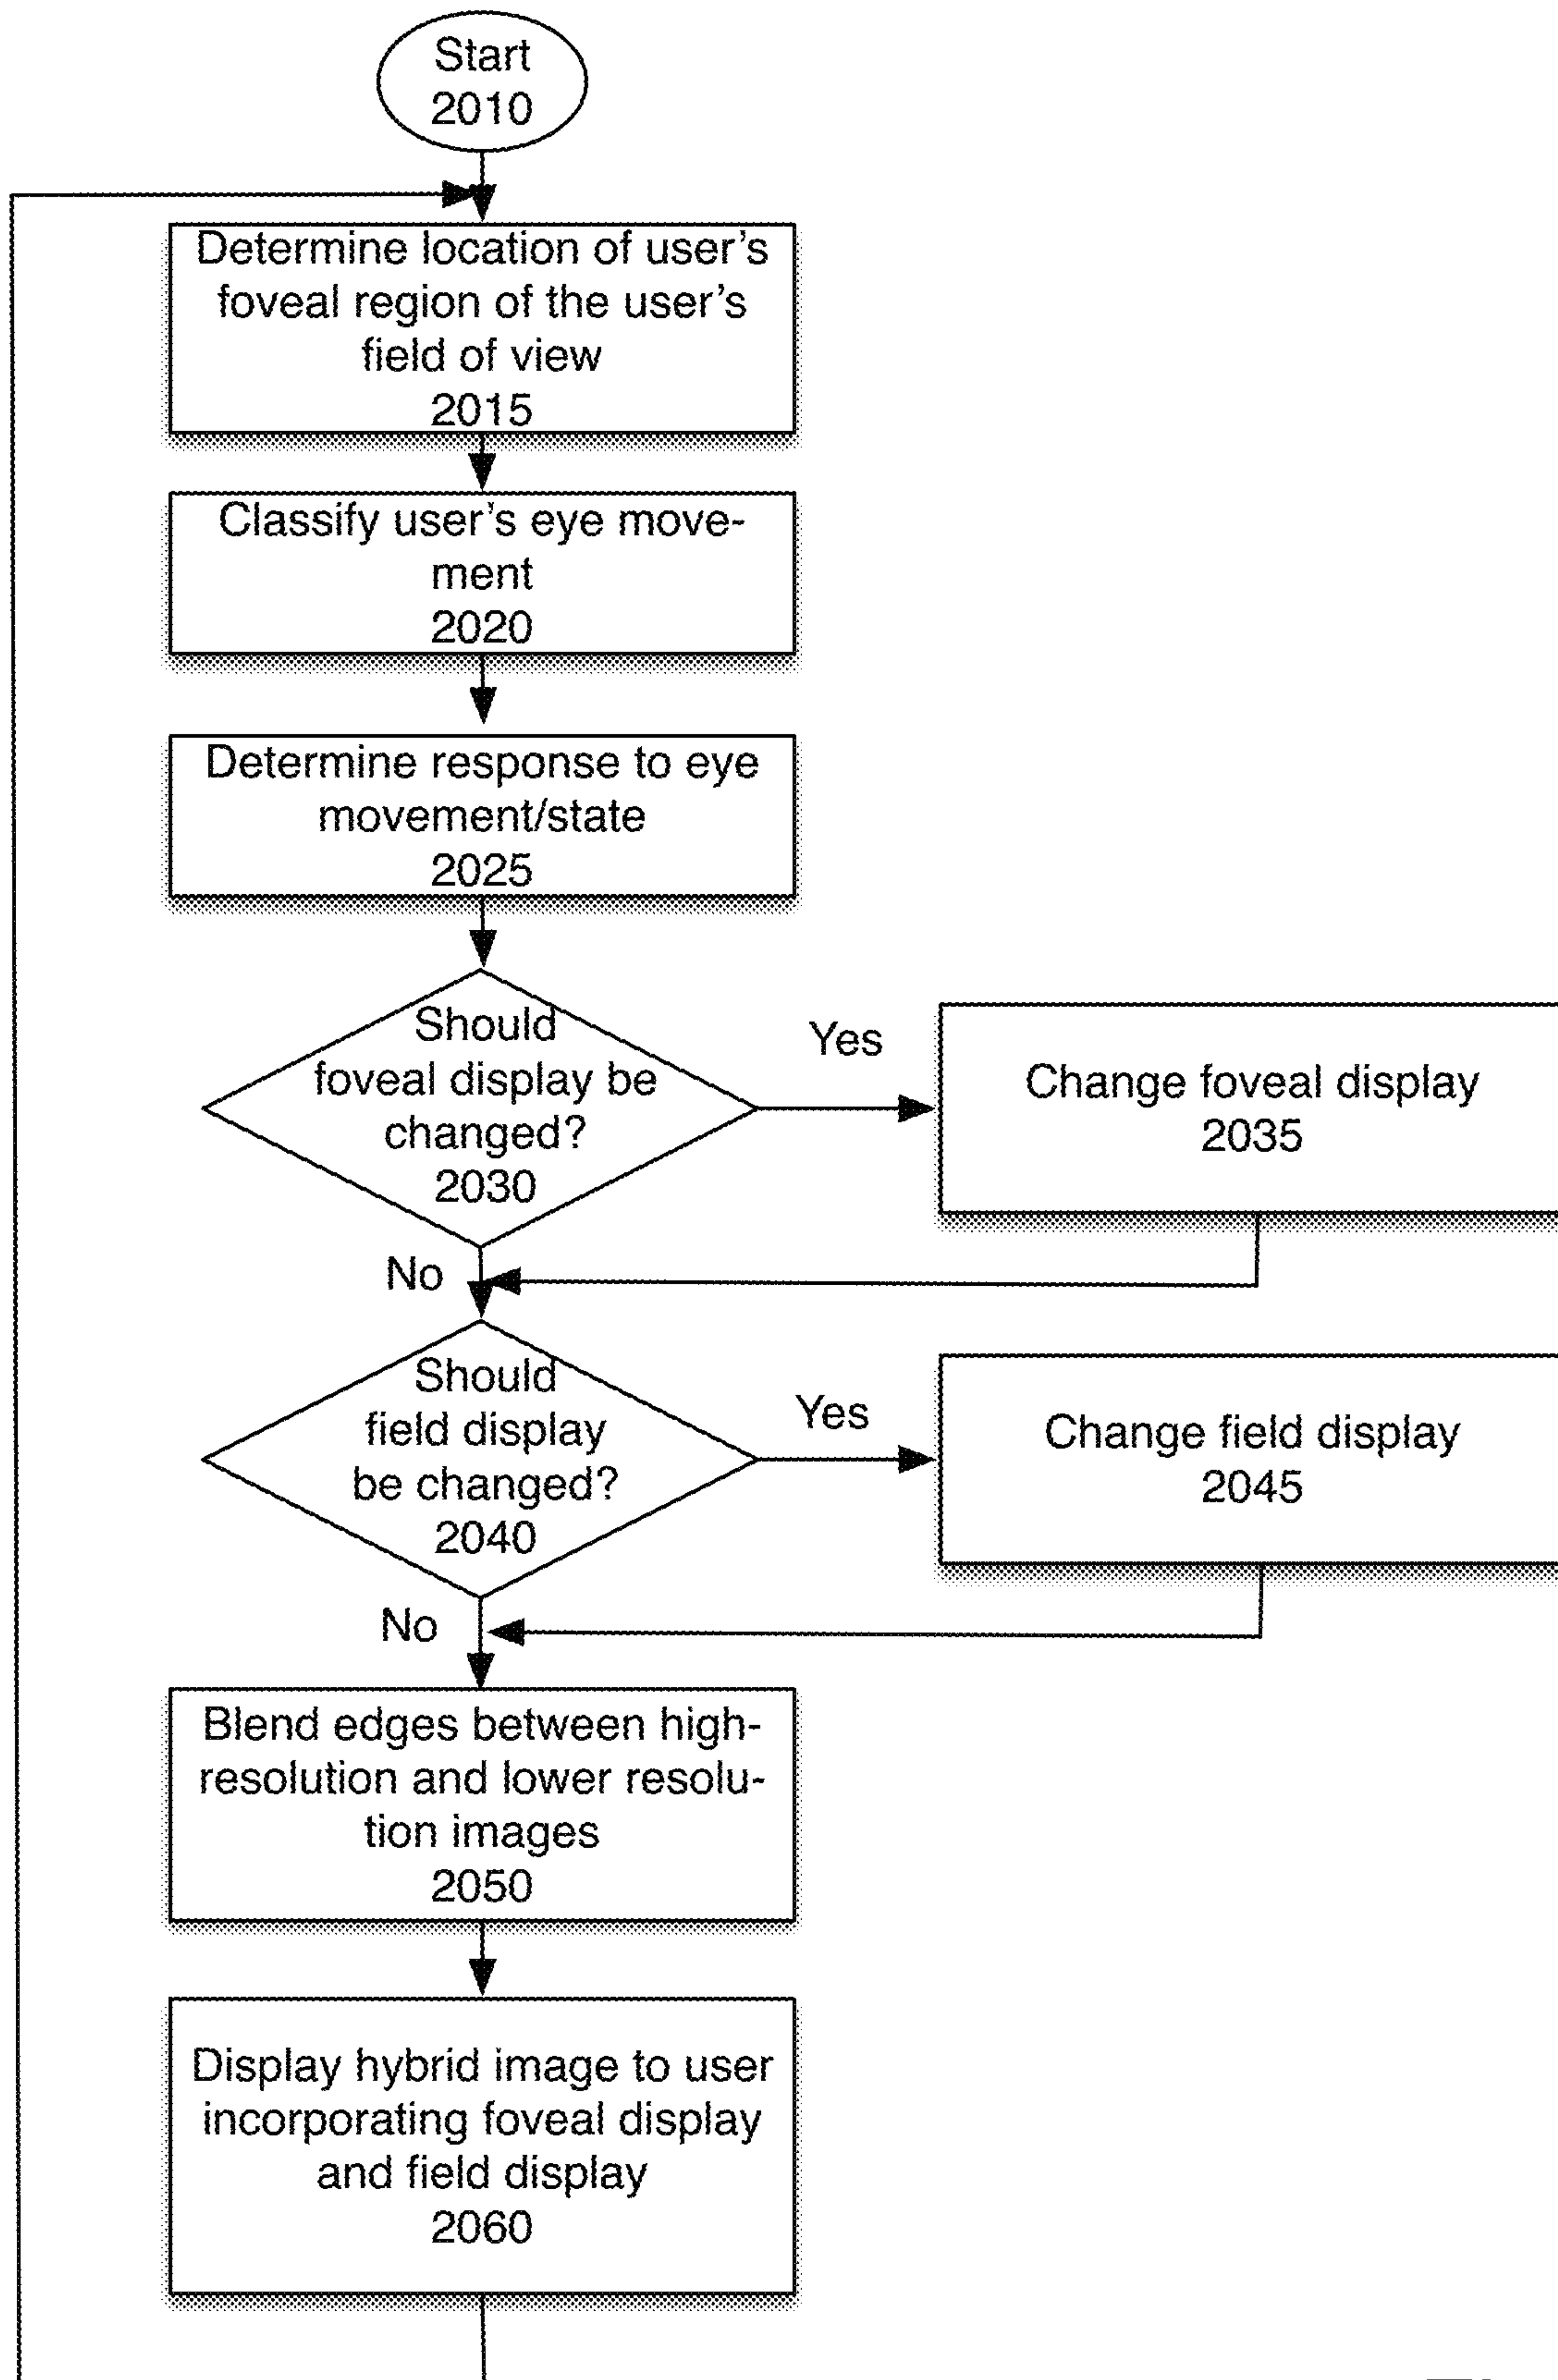 Start
2010
Determine location of user's
foveal region of the user's
field of view
2015
Classify user's eye move-
ment
2020
Determine response to eye
movement/state
2025
Should
foveal display be
changed?
2030
Yes
Change foveal display
2035
No
Should
field display
be changed?
2040
Yes
Change field display
2045
No
Blend edges between high-
resolution and lower resolu-
tion images
2050
Display hybrid image to user
incorporating foveal display
and field display
2060